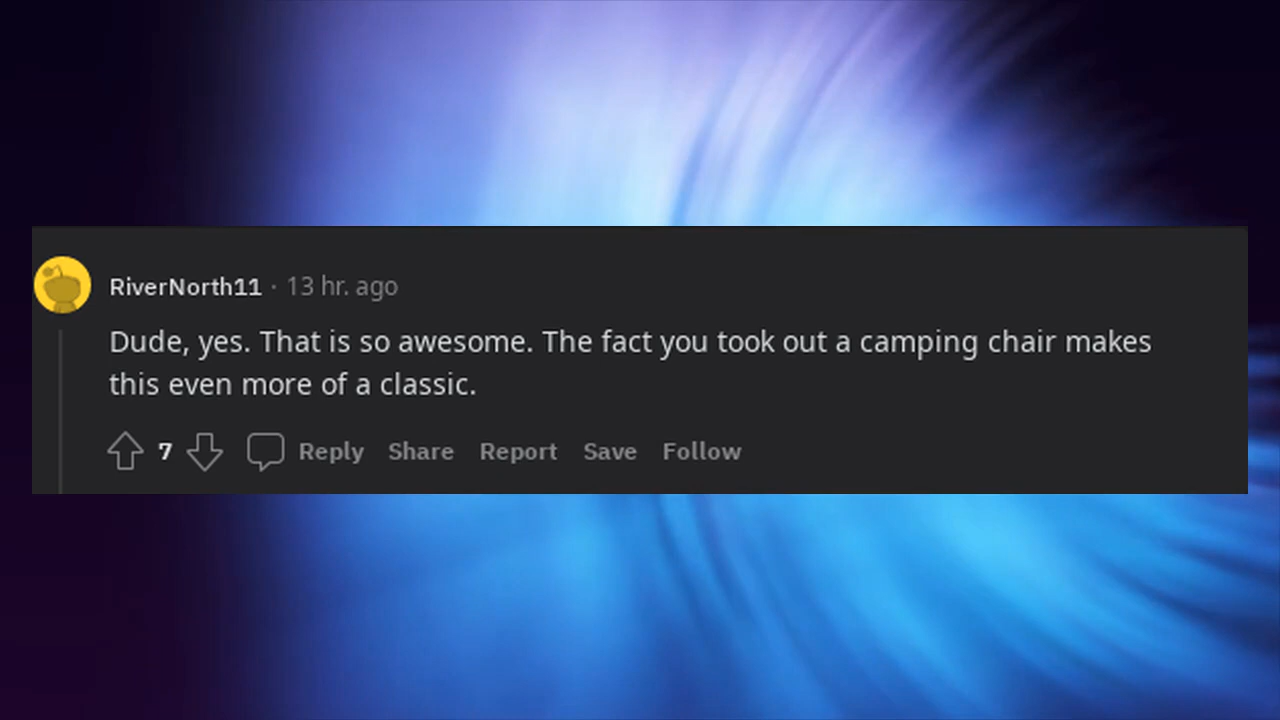 RiverNorth11 · 13 hr. ago
Dude, yes. That is so awesome. The fact you took out a camping chair makes
this even more of a classic.
7 Reply Share Report Save Follow